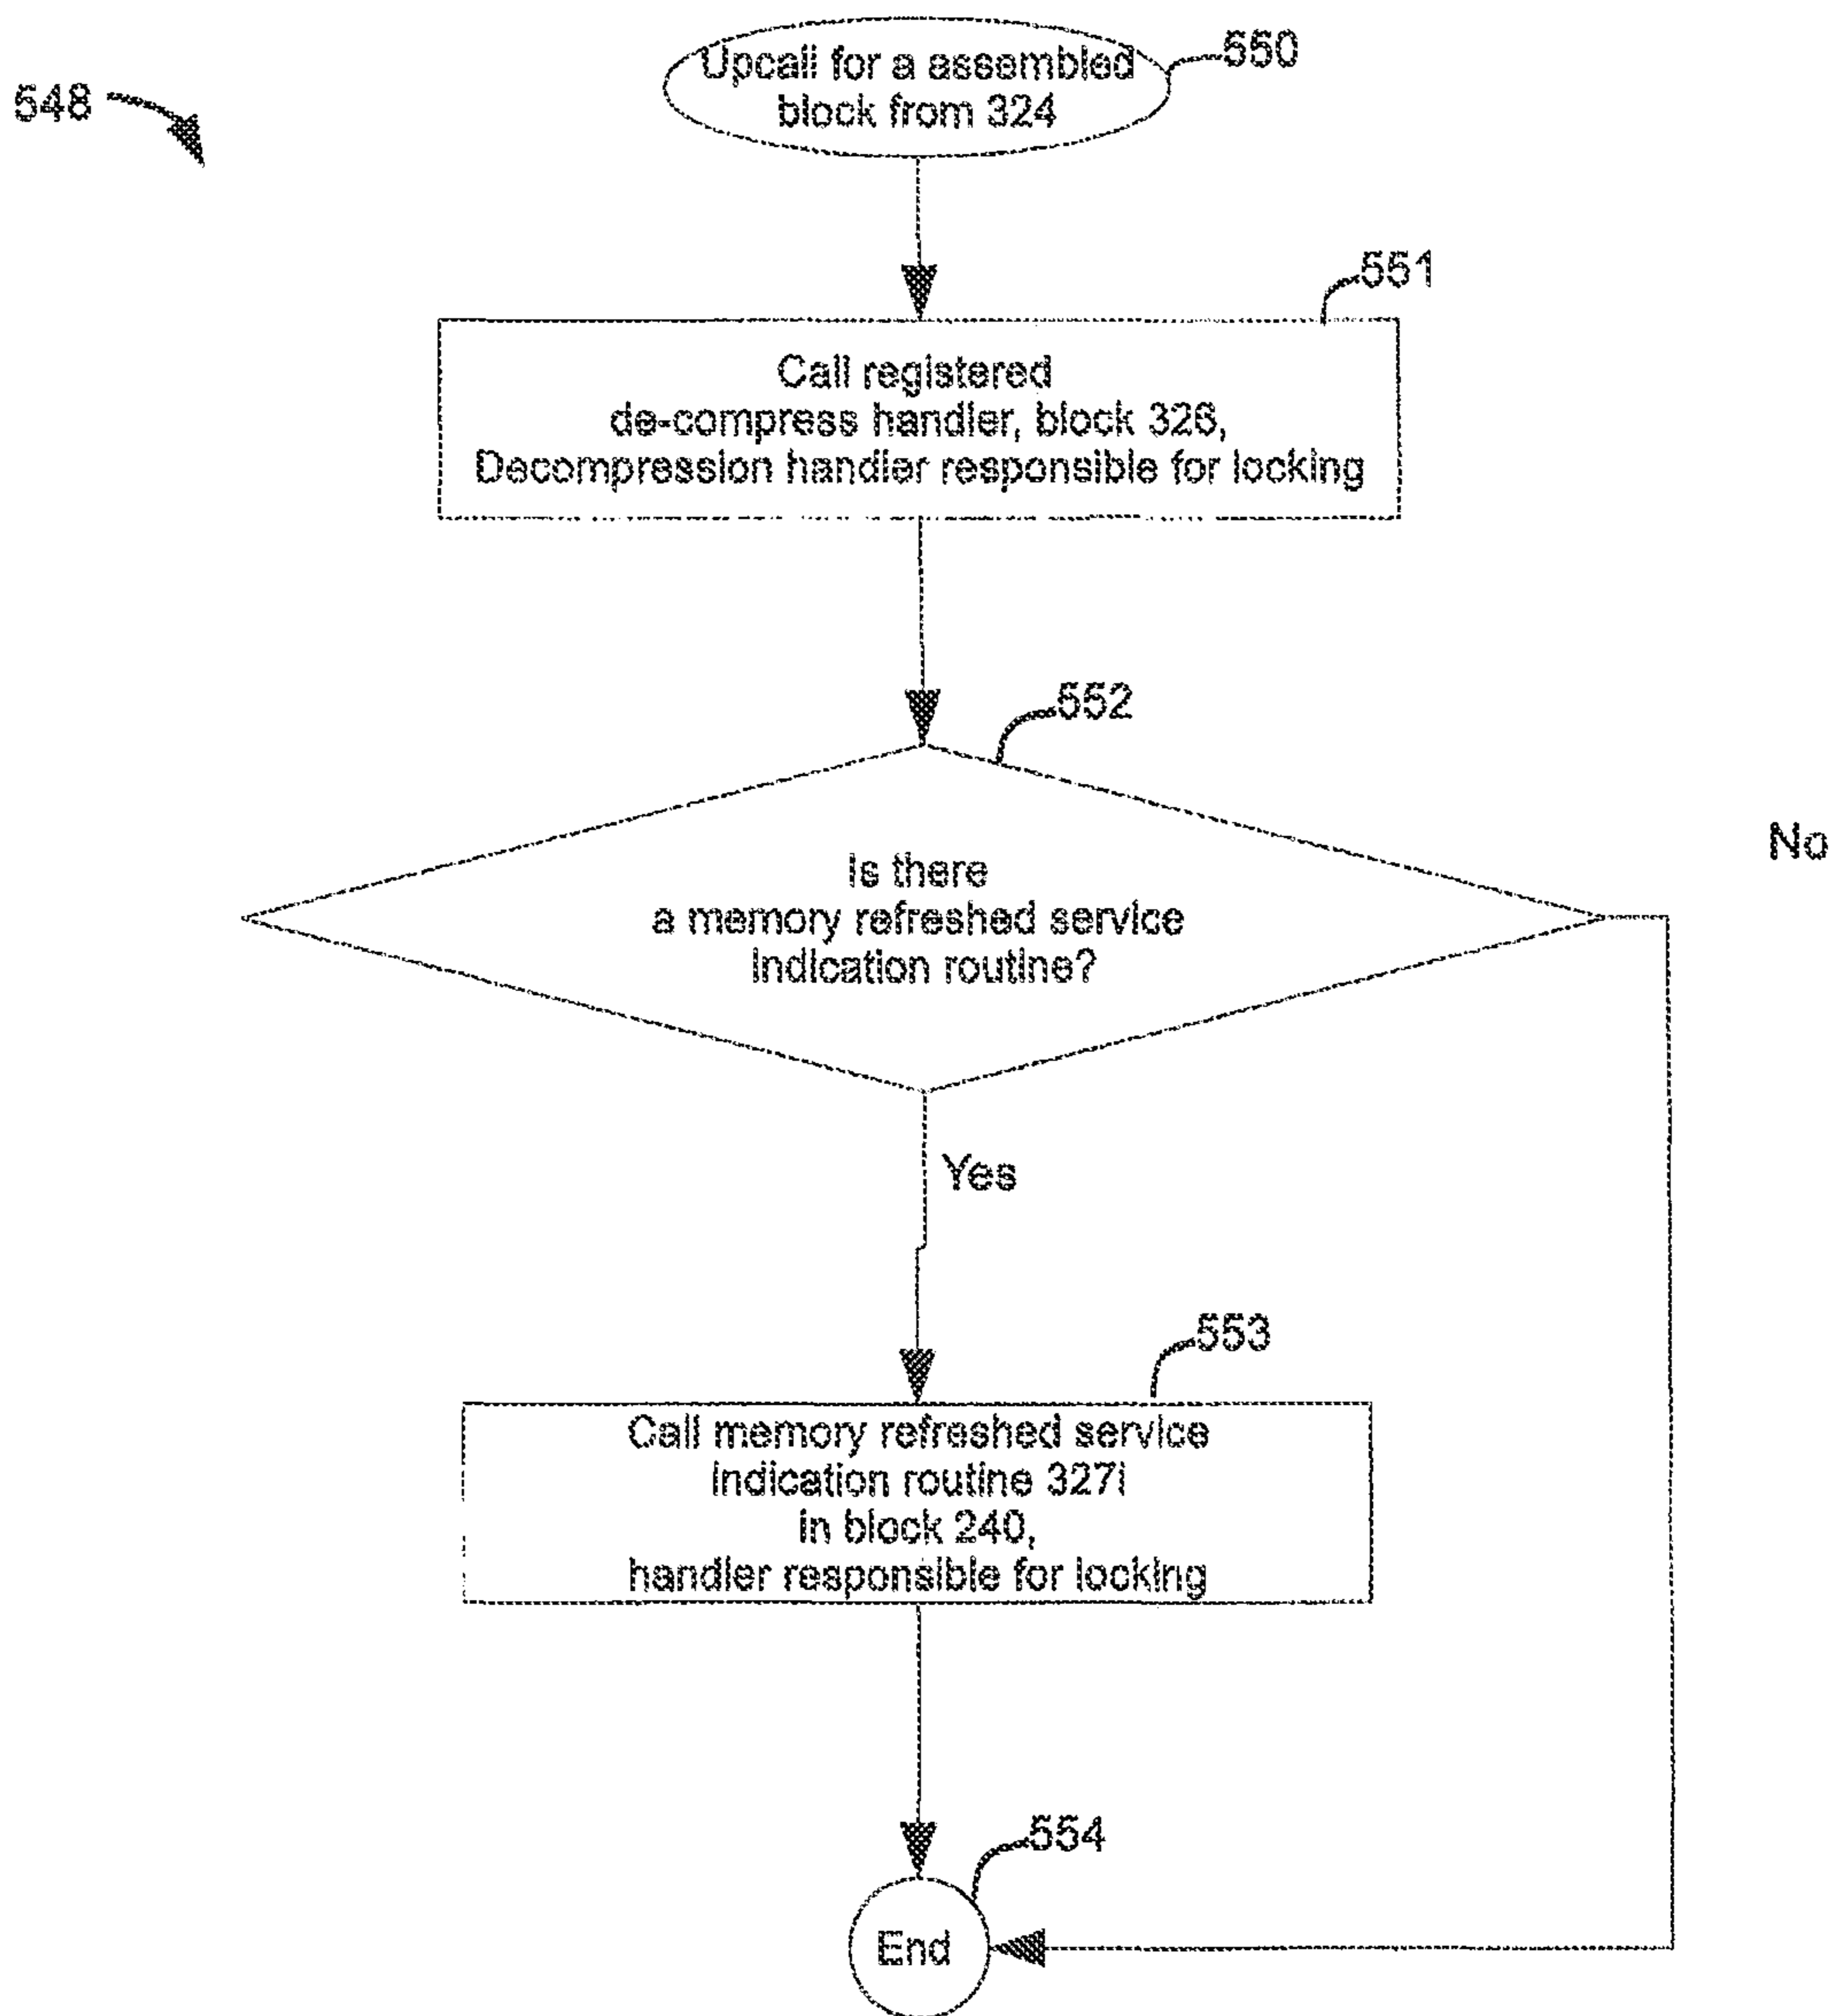 548
Upcall for a assembled
block from 324
550
551
Call registered
de-compress handler, block 326,
Decompression handler responsible for locking
552
Is there
a memory refreshed service
indication routine?
No
Yes
553
Call memory refreshed service
indication routine 327i
in block 240,
handler responsible for locking
554
End